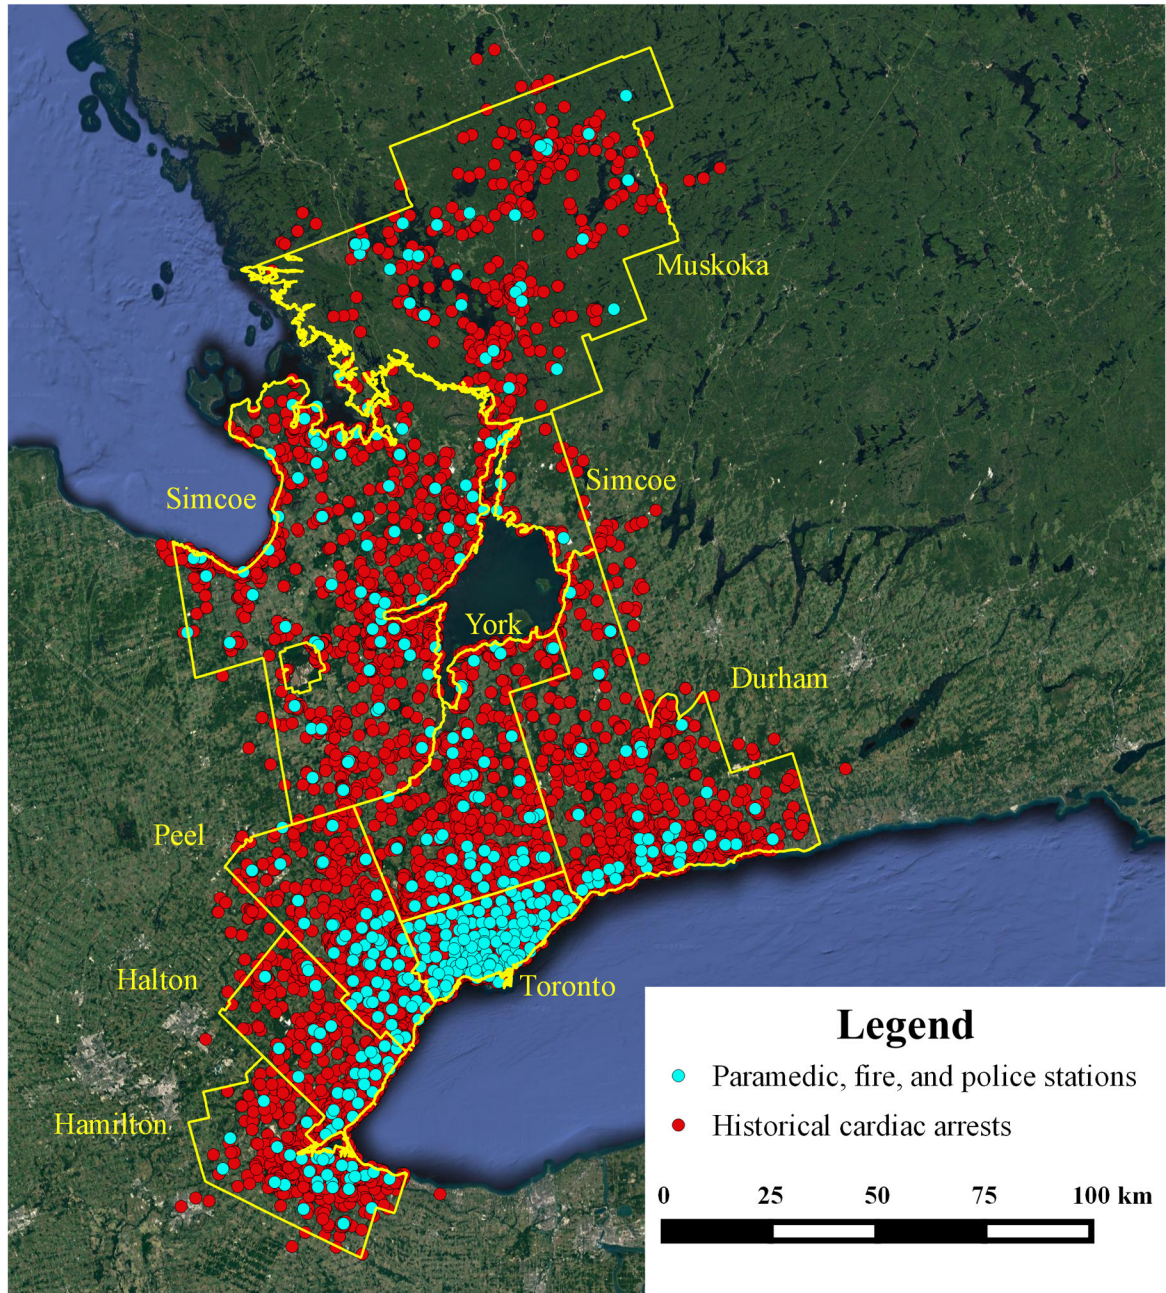 Muskoka
Simcoe
Simcoe
York
Durham
Peel
Halton
Toronto
Hamilton
Legend
Paramedic, fire, and police stations
Historical cardiac arrests
0 25 50 75 100 km